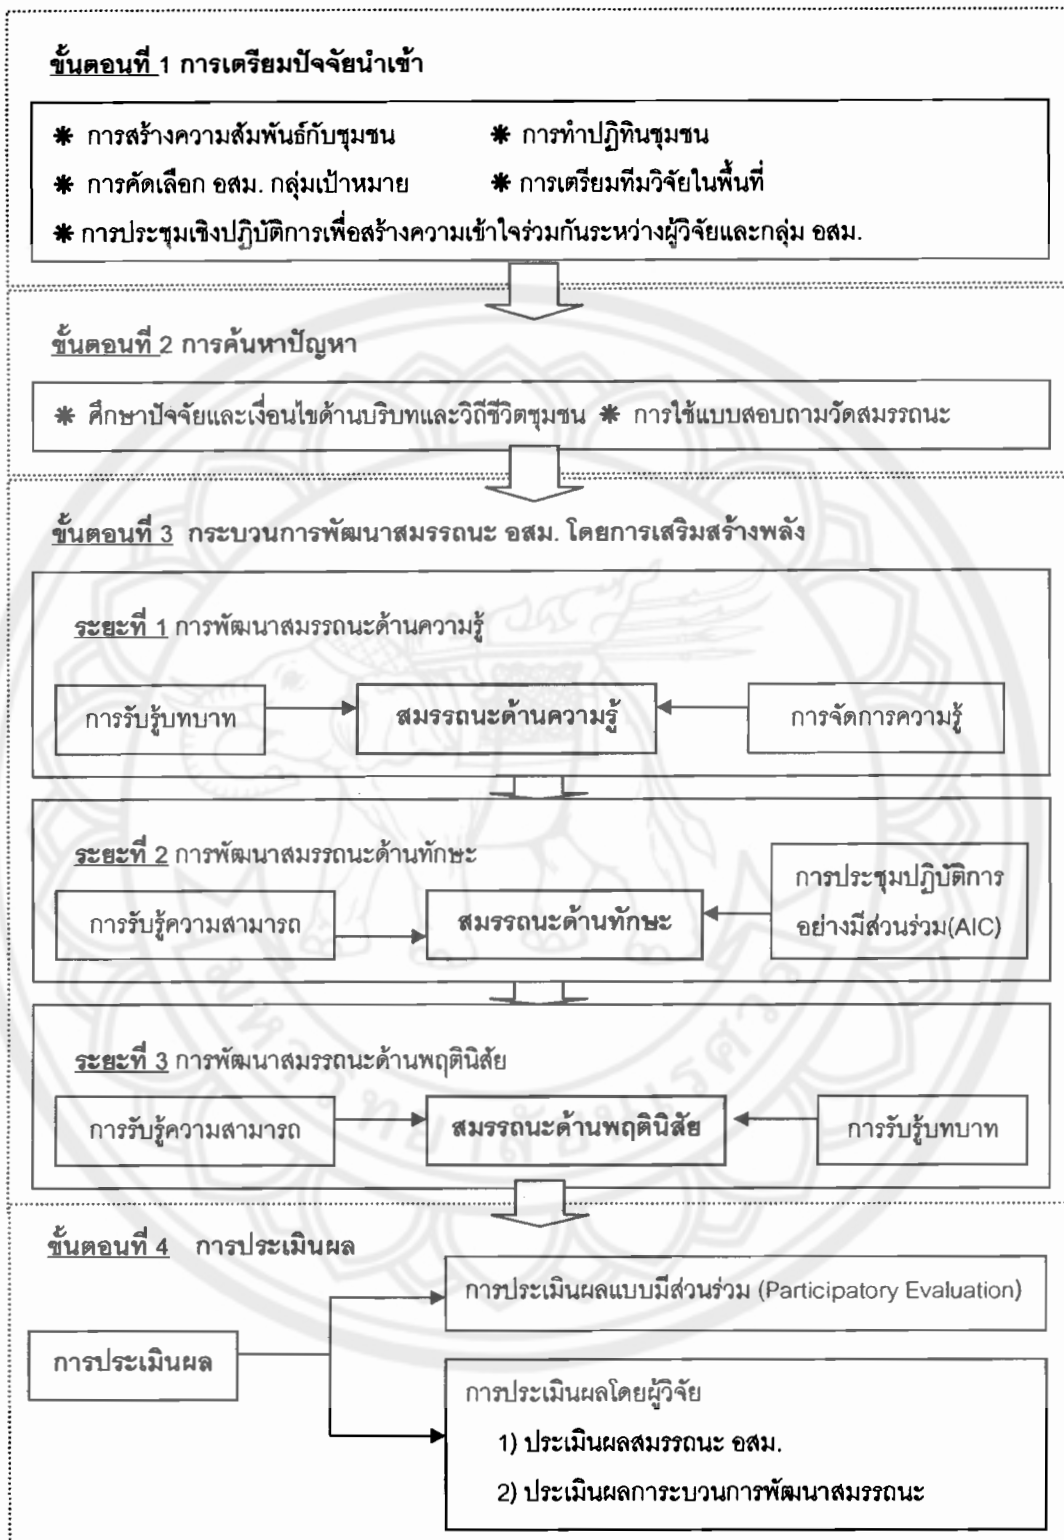 ขั้นตอนที่ 1 การเตรียมปัจจัยนำเข้า
✷ การสร้างความสัมพันธ์กับชุมชน ✷ การทำปฏิทินชุมชน
✷ การคัดเลือก อสม. กลุ่มเป้าหมาย ✷ การเตรียมทีมวิจัยในพื้นที่
✷ การประชุมเชิงปฏิบัติการเพื่อสร้างความเข้าใจร่วมกันระหว่างผู้วิจัยและกลุ่ม อสม.
ขั้นตอนที่ 2 การค้นหาปัญหา
✷ ศึกษาปัจจัยและเงื่อนไขด้านบริบทและวิถีชีวิตชุมชน ✷ การใช้แบบสอบถามวัดสมรรถนะ
ขั้นตอนที่ 3 กระบวนการพัฒนาสมรรถนะ อสม. โดยการเสริมสร้างพลัง
ระยะที่ 1 การพัฒนาสมรรถนะด้านความรู้
การรับรู้บทบาท
สมรรถนะด้านความรู้
การจัดการความรู้
ระยะที่ 2 การพัฒนาสมรรถนะด้านทักษะ
การรับรู้ความสามารถ
สมรรถนะด้านทักษะ
การประชุมปฏิบัติการ
อย่างมีส่วนร่วม(AIC)
ระยะที่ 3 การพัฒนาสมรรถนะด้านพฤตินิสัย
การรับรู้ความสามารถ
สมรรถนะด้านพฤตินิสัย
การรับรู้บทบาท
ขั้นตอนที่ 4 การประเมินผล
การประเมินผล
การประเมินผลแบบมีส่วนร่วม (Participatory Evaluation)
การประเมินผลโดยผู้วิจัย
1) ประเมินผลสมรรถนะ อสม.
2) ประเมินผลการะบวนการพัฒนาสมรรถนะ
มหาวิทยาลัยนเรศวร